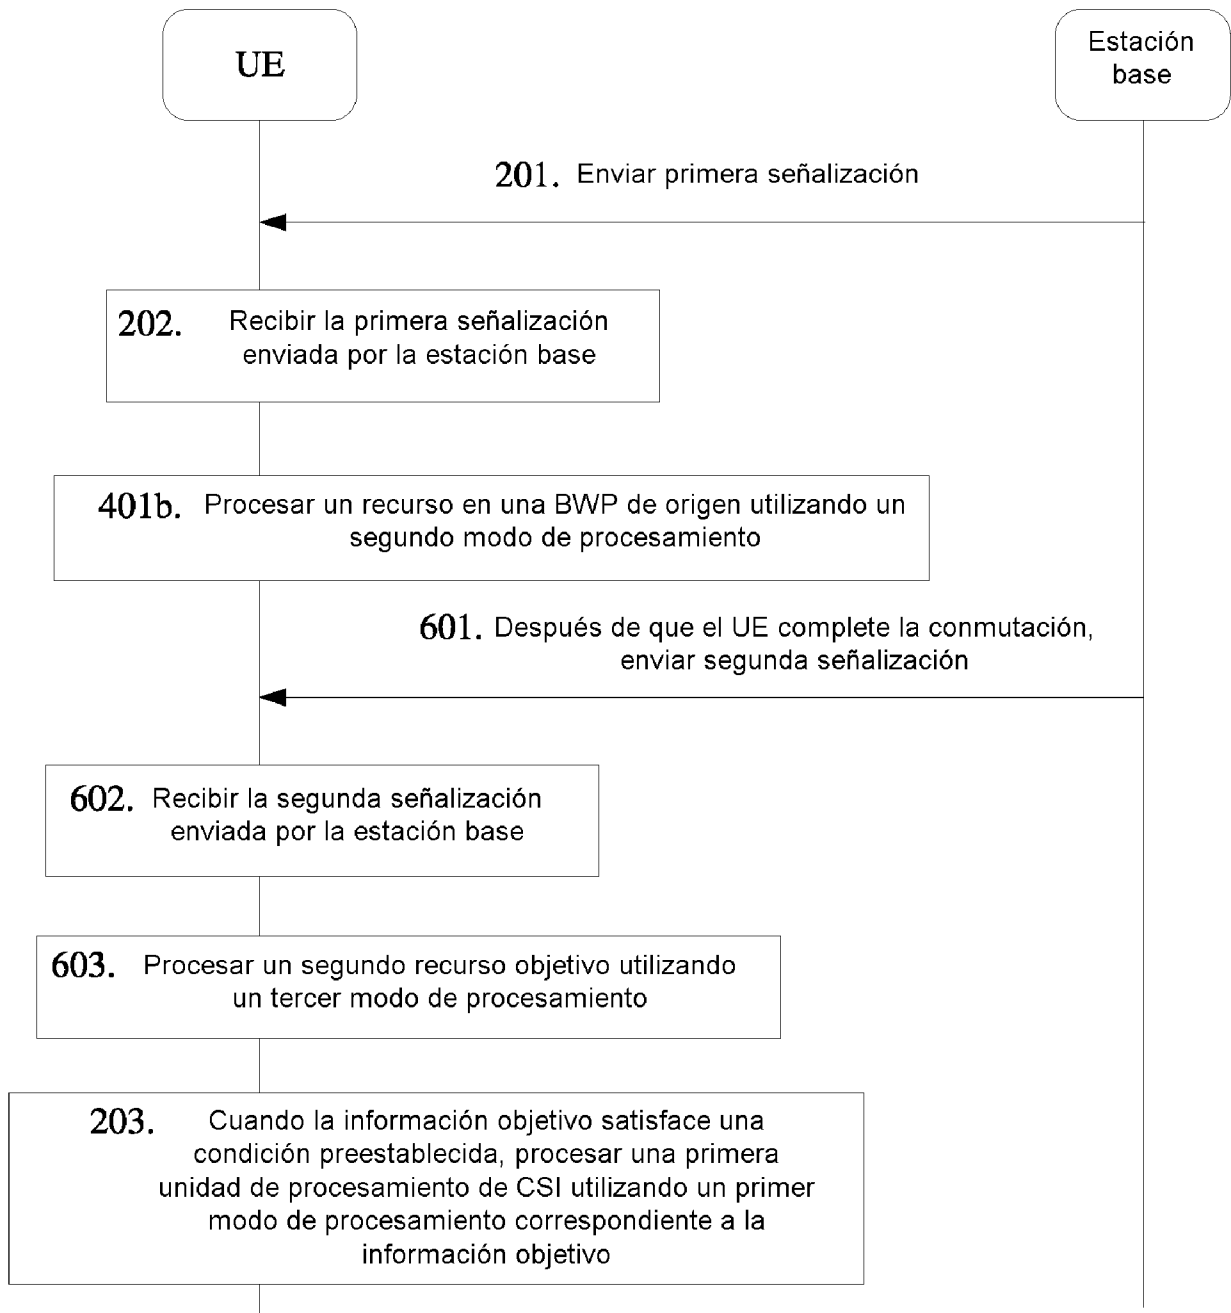 UE
Estación
base
201. Enviar primera señalización
202. Recibir la primera señalización
enviada por la estación base
401b. Procesar un recurso en una BWP de origen utilizando un
segundo modo de procesamiento
601. Después de que el UE complete la conmutación,
enviar segunda señalización
602. Recibir la segunda señalización
enviada por la estación base
603. Procesar un segundo recurso objetivo utilizando
un tercer modo de procesamiento
203. Cuando la información objetivo satisface una
condición preestablecida, procesar una primera
unidad de procesamiento de CSI utilizando un primer
modo de procesamiento correspondiente a la
información objetivo